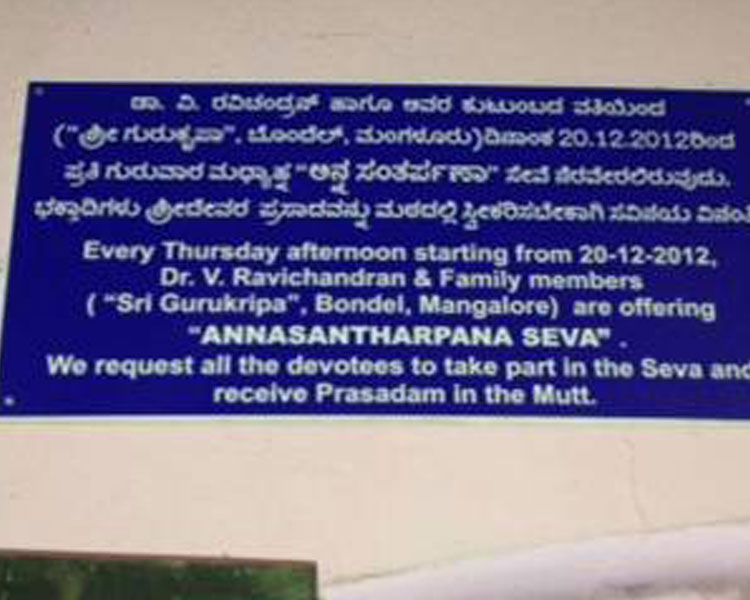 ಡಾ. ವಿ. ರವಿಚಂದ್ರನ್ ಹಾಗೂ ಅವರ ಕುಟುಂಬದ ವತಿಯಿಂದ
("ಶ್ರೀ ಗುರುಕೃಪಾ", ಬೊಂದೆಲ್, ಮಂಗಳೂರು)ದಿನಾಂಕ 20.12.2012ರಿಂದ
ಪ್ರತಿ ಗುರುವಾರ ಮಧ್ಯಾಹ್ನ "ಅನ್ನ ಸಂತರ್ಪಣಾ" ಸೇವೆ ನೆರವೇರಲಿರುವುದು.
ಭಕ್ತಾದಿಗಳು ಶ್ರೀದೇವರ ಪ್ರಸಾದವನ್ನು ಮಠದಲ್ಲಿ ಸ್ವೀಕರಿಸಬೇಕಾಗಿ ಸವಿನಯ
Every Thursday afternoon starting from 20-12-2012,
Dr. V. Ravichandran & Family members
( "Sri Gurukripa", Bondel, Mangalore) are offering
"ANNASANTHARPANA SEVA" .
We request all the devotees to take part in the Seva and
receive Prasadam in the Mutt.